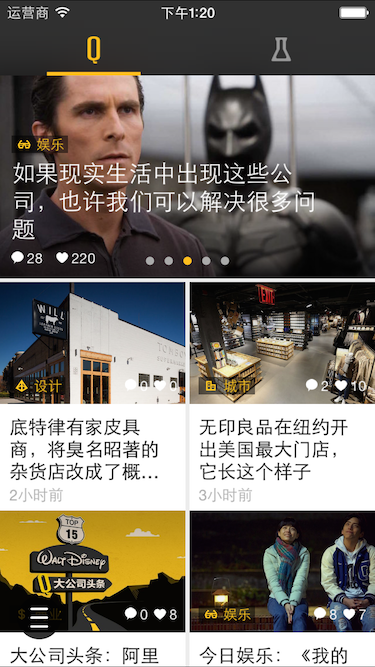 运营商 下午1:20
Q
娱乐
如果现实生活中出现这些公
司，也许我们可以解决很多问
题
28 220
WILL
设计 0 0
EXIT
城市 2 10
底特律有家皮具
商，将臭名昭著的
杂货店改成了概...
2小时前
无印良品在纽约开
出美国最大门店，
它长这个样子
3小时前
TOP
15
WALT DISNEY
大公司头条
0 8
娱乐 8 7
大公司头条：阿里
今日娱乐：《我的